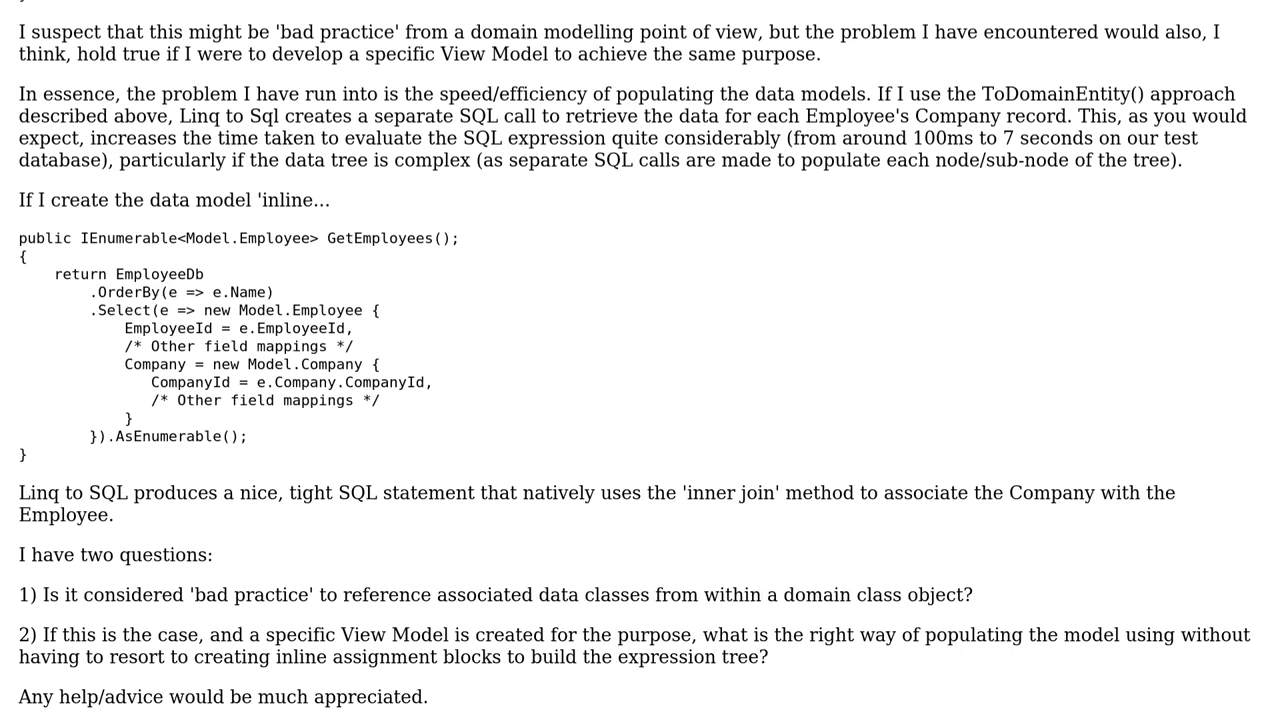 I suspect that this might be 'bad practice' from a domain modelling point of view, but the problem I have encountered would also, I
think, hold true if I were to develop a specific View Model to achieve the same purpose.
In essence, the problem I have run into is the speed/efficiency of populating the data models. If I use the ToDomainEntity() approach
described above, Linq to Sql creates a separate SQL call to retrieve the data for each Employee's Company record. This, as you would
expect, increases the time taken to evaluate the SQL expression quite considerably (from around 100ms to 7 seconds on our test
database), particularly if the data tree is complex (as separate SQL calls are made to populate each node/sub-node of the tree).
If I create the data model 'inline...
public IEnumerable<Model.Employee> GetEmployees();
{
    return EmployeeDb
        .OrderBy(e => e.Name)
        .Select(e => new Model.Employee {
            EmployeeId = e.EmployeeId,
            /* Other field mappings */
            Company = new Model.Company {
               CompanyId = e.Company.CompanyId,
               /* Other field mappings */
            }
        }).AsEnumerable();
}
Linq to SQL produces a nice, tight SQL statement that natively uses the 'inner join' method to associate the Company with the
Employee.
I have two questions:
1) Is it considered 'bad practice' to reference associated data classes from within a domain class object?
2) If this is the case, and a specific View Model is created for the purpose, what is the right way of populating the model using without
having to resort to creating inline assignment blocks to build the expression tree?
Any help/advice would be much appreciated.